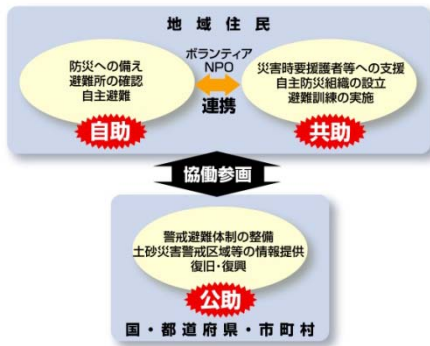 地域住民
防災への備え
避難所の確認
自主避難
自助
ボランティア
NPO
連携
災害時要援護者等への支援
自主防災組織の設立
避難訓練の実施
共助
協働参画
警戒避難体制の整備
土砂災害警戒区域等の情報提供
復旧・復興
公助
国・都道府県・市町村